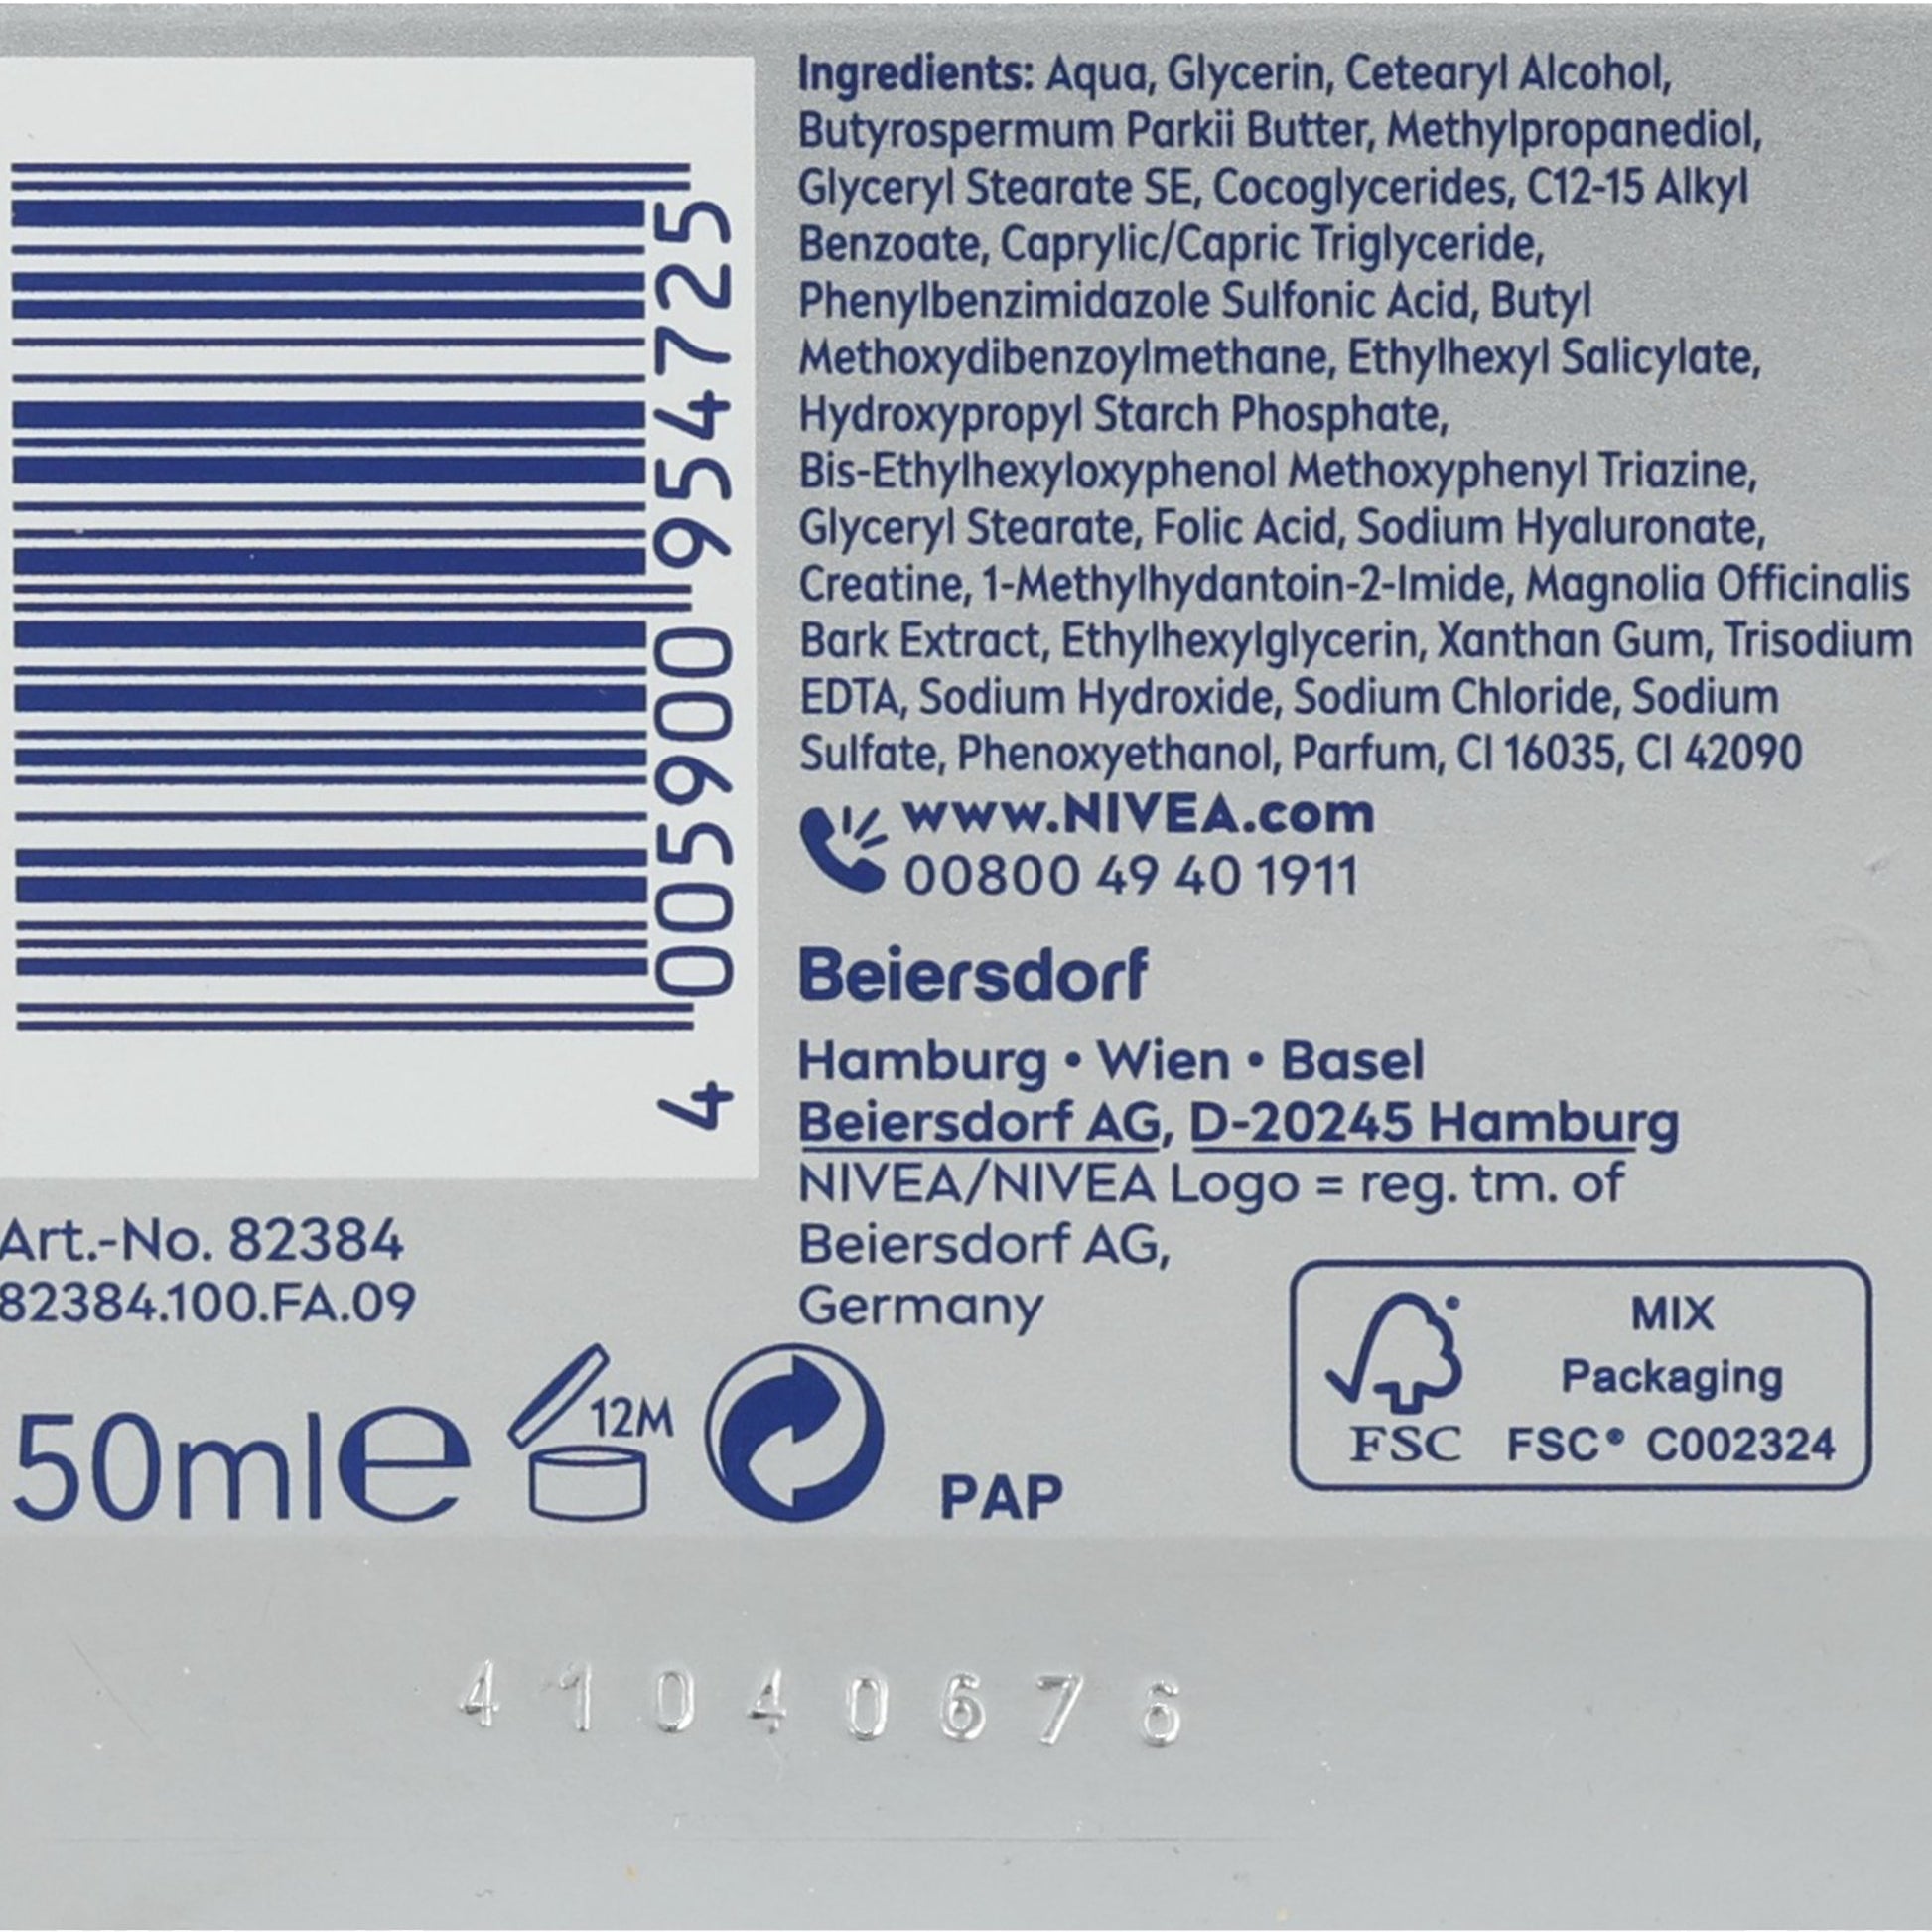 Ingredients: Aqua, Glycerin, Cetearyl Alcohol,
Butyrospermum Parkii Butter, Methylpropanediol,
Glyceryl Stearate SE, Cocoglycerides, C12-15 Alkyl
Benzoate, Caprylic/Capric Triglyceride,
Phenylbenzimidazole Sulfonic Acid, Butyl
Methoxydibenzoylmethane, Ethylhexyl Salicylate,
Hydroxypropyl Starch Phosphate,
Bis-Ethylhexyloxyphenol Methoxyphenyl Triazine,
Glyceryl Stearate, Folic Acid, Sodium Hyaluronate,
Creatine, 1-Methylhydantoin-2-Imide, Magnolia Officinalis
Bark Extract, Ethylhexylglycerin, Xanthan Gum, Trisodium
EDTA, Sodium Hydroxide, Sodium Chloride, Sodium
Sulfate, Phenoxyethanol, Parfum, CI 16035, CI 42090
www.NIVEA.com
00800 49 40 1911
Beiersdorf
Hamburg • Wien • Basel
Beiersdorf AG, D-20245 Hamburg
NIVEA/NIVEA Logo = reg. tm. of
Beiersdorf AG,
Germany
4 005900 954725
Art.-No. 82384
82384.100.FA.09
50ml e
12M
PAP
MIX
Packaging
FSC FSC® C002324
41040676